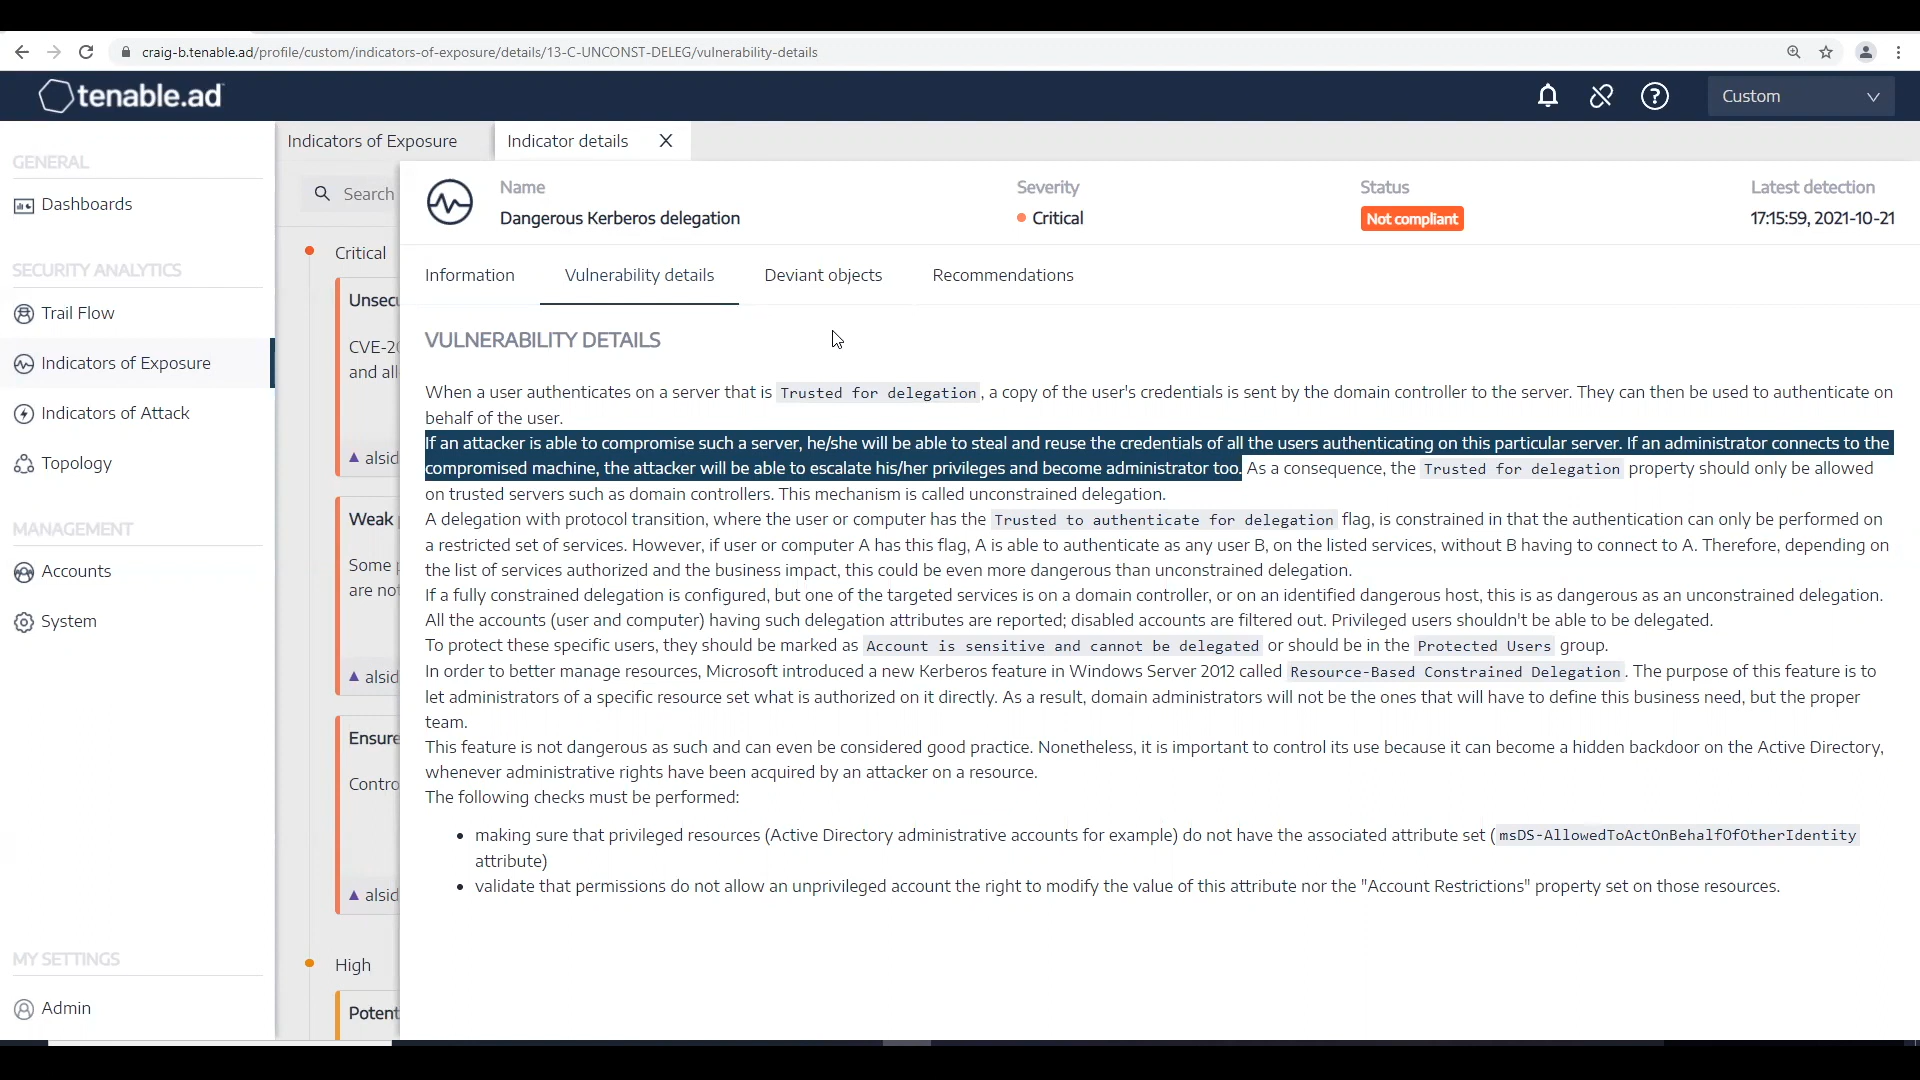 craig-b.tenable.ad/profile/custom/indicators-of-exposure/details/13-C-UNCONST-DELEG/vulnerability-details
tenable.ad
Custom
GENERAL
Dashboards
SECURITY ANALYTICS
Trail Flow
Indicators of Exposure
Indicators of Attack
Topology
MANAGEMENT
Accounts
System
MY SETTINGS
Admin
Indicators of Exposure
Indicator details
Search
Critical
Unsecu
CVE-20
and all
alsid
Weak
Some
are not
alsid
Ensure
Contro
alsid
High
Potent
Name
Dangerous Kerberos delegation
Severity
Critical
Status
Not compliant
Latest detection
17:15:59, 2021-10-21
Information
Vulnerability details
Deviant objects
Recommendations
VULNERABILITY DETAILS
When a user authenticates on a server that is Trusted for delegation, a copy of the user's credentials is sent by the domain controller to the server. They can then be used to authenticate on
behalf of the user.
If an attacker is able to compromise such a server, he/she will be able to steal and reuse the credentials of all the users authenticating on this particular server. If an administrator connects to the
compromised machine, the attacker will be able to escalate his/her privileges and become administrator too. As a consequence, the Trusted for delegation property should only be allowed
on trusted servers such as domain controllers. This mechanism is called unconstrained delegation.
A delegation with protocol transition, where the user or computer has the Trusted to authenticate for delegation flag, is constrained in that the authentication can only be performed on
a restricted set of services. However, if user or computer A has this flag, A is able to authenticate as any user B, on the listed services, without B having to connect to A. Therefore, depending on
the list of services authorized and the business impact, this could be even more dangerous than unconstrained delegation.
If a fully constrained delegation is configured, but one of the targeted services is on a domain controller, or on an identified dangerous host, this is as dangerous as an unconstrained delegation.
All the accounts (user and computer) having such delegation attributes are reported; disabled accounts are filtered out. Privileged users shouldn't be able to be delegated.
To protect these specific users, they should be marked as Account is sensitive and cannot be delegated or should be in the Protected Users group.
In order to better manage resources, Microsoft introduced a new Kerberos feature in Windows Server 2012 called Resource-Based Constrained Delegation. The purpose of this feature is to
let administrators of a specific resource set what is authorized on it directly. As a result, domain administrators will not be the ones that will have to define this business need, but the proper
team.
This feature is not dangerous as such and can even be considered good practice. Nonetheless, it is important to control its use because it can become a hidden backdoor on the Active Directory,
whenever administrative rights have been acquired by an attacker on a resource.
The following checks must be performed:
• making sure that privileged resources (Active Directory administrative accounts for example) do not have the associated attribute set (msDS-AllowedToActOnBehalfOfOtherIdentity
attribute)
• validate that permissions do not allow an unprivileged account the right to modify the value of this attribute nor the "Account Restrictions" property set on those resources.